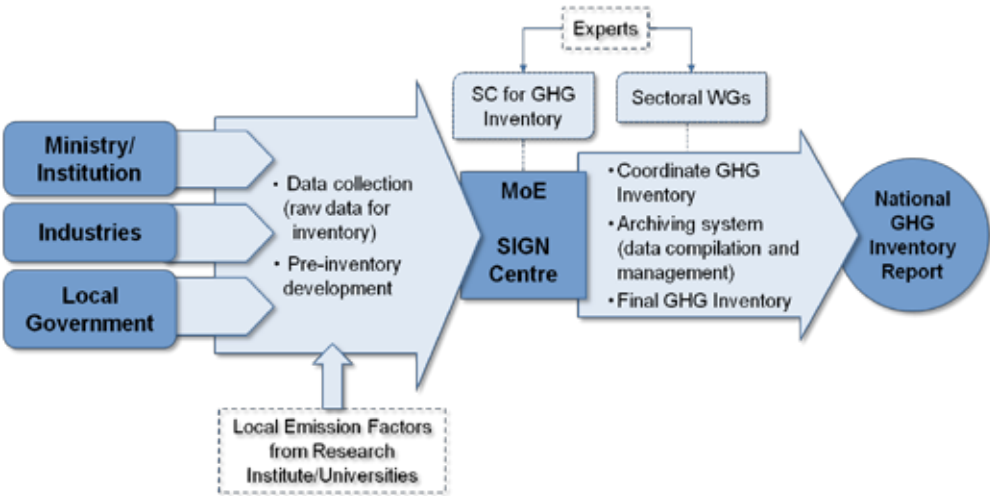 Experts
SC for GHG
Inventory
Sectoral WGs
Ministry/
Institution
Industries
Local
Government
• Data collection
(raw data for
inventory)
• Pre-inventory
development
MoE
SIGN
Centre
•Coordinate GHG
Inventory
•Archiving system
(data compilation and
management)
•Final GHG Inventory
National
GHG
Inventory
Report
Local Emission Factors
from Research
Institute/Universities